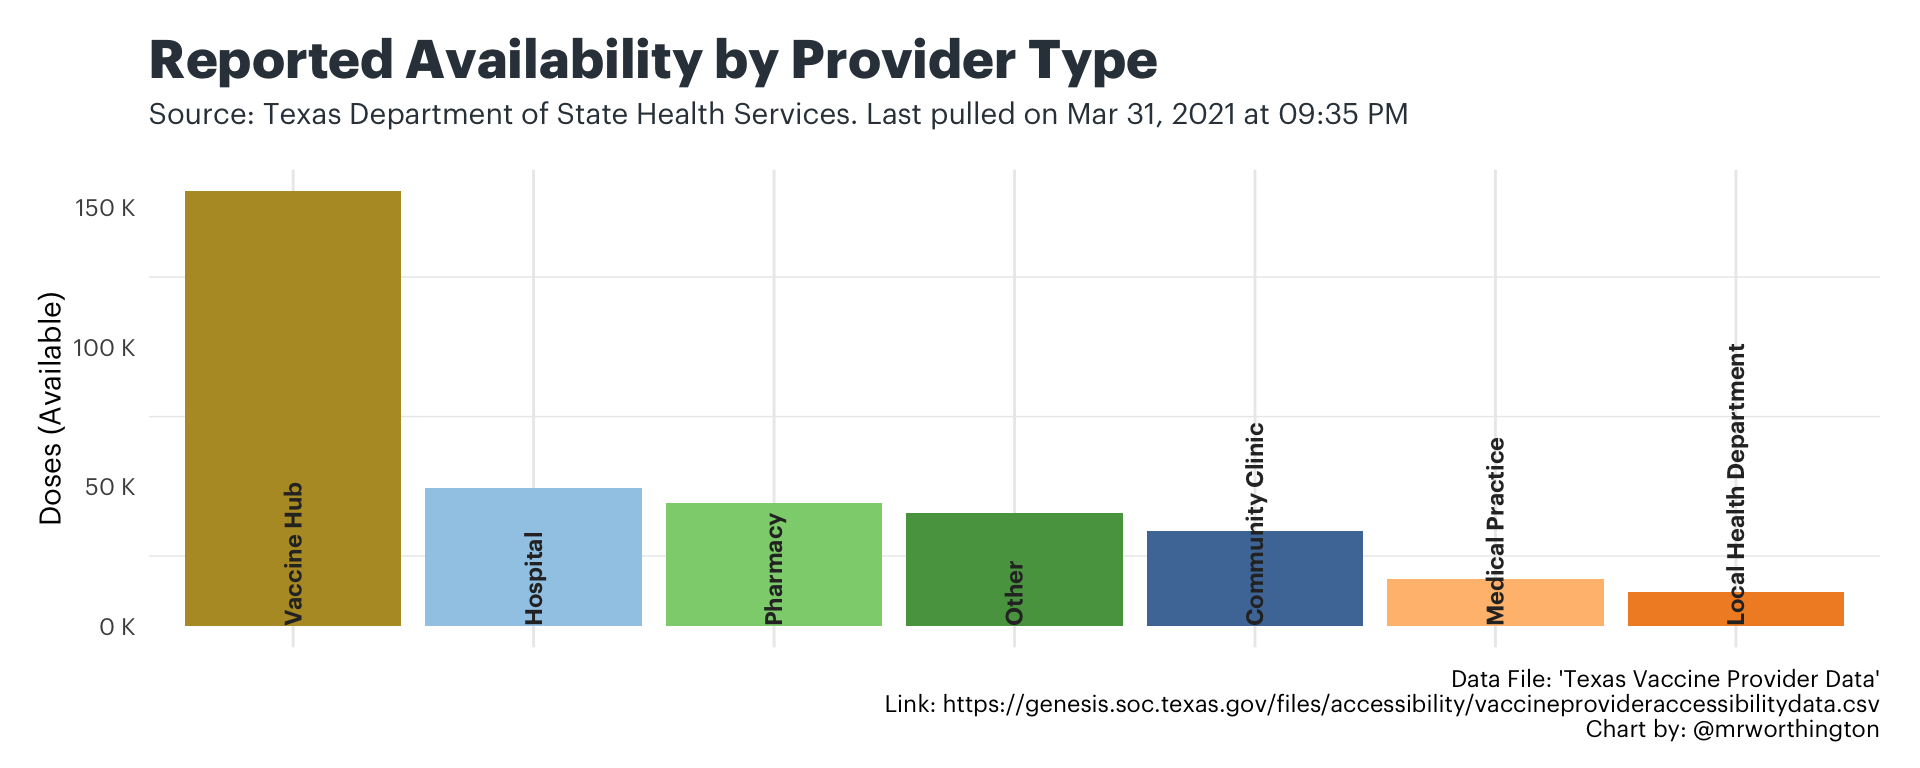 Reported Availability by Provider Type
Source: Texas Department of State Health Services. Last pulled on Mar 31, 2021 at 09:35 PM
Doses (Available)
150 K
100 K
50 K
0 K
Vaccine Hub
Hospital
Pharmacy
Other
Community Clinic
Medical Practice
Local Health Department
Data File: 'Texas Vaccine Provider Data'
Link: https://genesis.soc.texas.gov/files/accessibility/vaccineprovideraccessibilitydata.csv
Chart by: @mrworthington